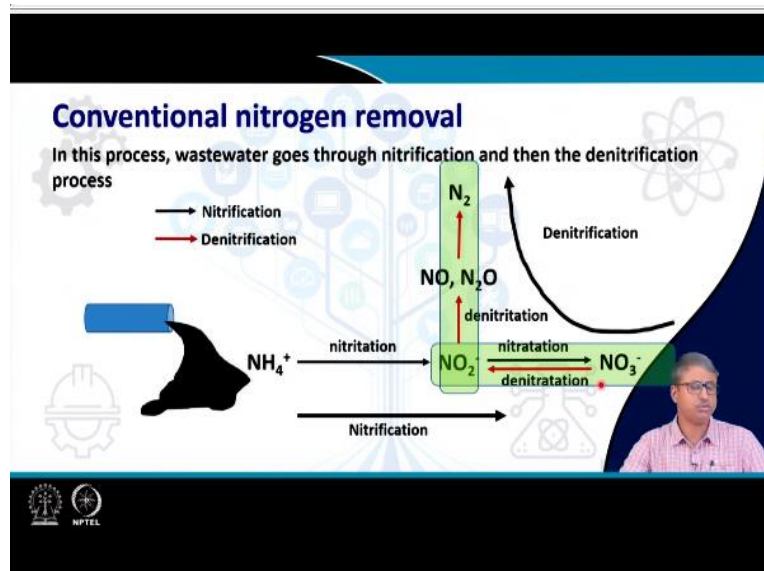 Conventional nitrogen removal
In this process, wastewater goes through nitrification and then the denitrification
process
Nitrification
Denitrification
N₂
Denitrification
NO, N₂O
denitritation
NH₄⁺
nitritation
NO₂⁻
nitratation
NO₃⁻
denitratation
Nitrification
NPTEL